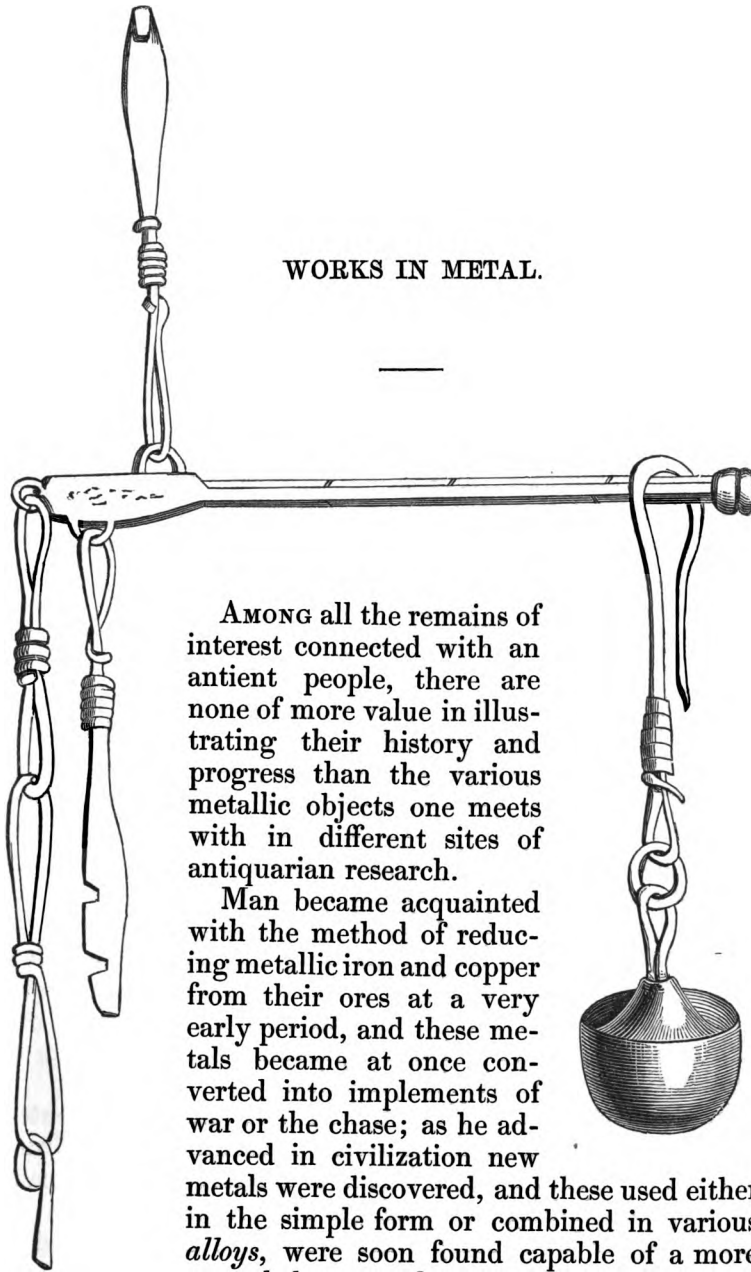 WORKS IN METAL.
AMONG all the remains of
interest connected with an
antient people, there are
none of more value in illus-
trating their history and
progress than the various
metallic objects one meets
with in different sites of
antiquarian research.
Man became acquainted
with the method of reduc-
ing metallic iron and copper
from their ores at a very
early period, and these me-
tals became at once con-
verted into implements of
war or the chase; as he ad-
vanced in civilization new
metals were discovered, and these used either
in the simple form or combined in various
alloys, were soon found capable of a more